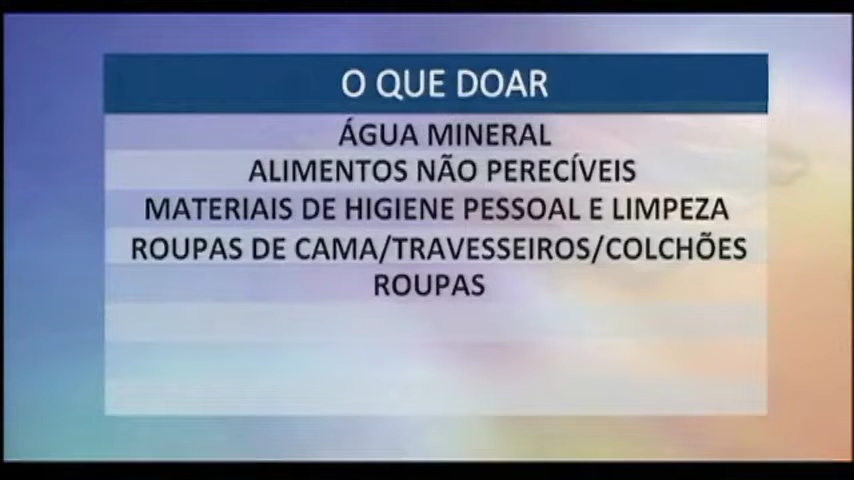 O QUE DOAR
ÁGUA MINERAL
ALIMENTOS NÃO PERECÍVEIS
MATERIAIS DE HIGIENE PESSOAL E LIMPEZA
ROUPAS DE CAMA/TRAVESSEIROS/COLCHÕES
ROUPAS